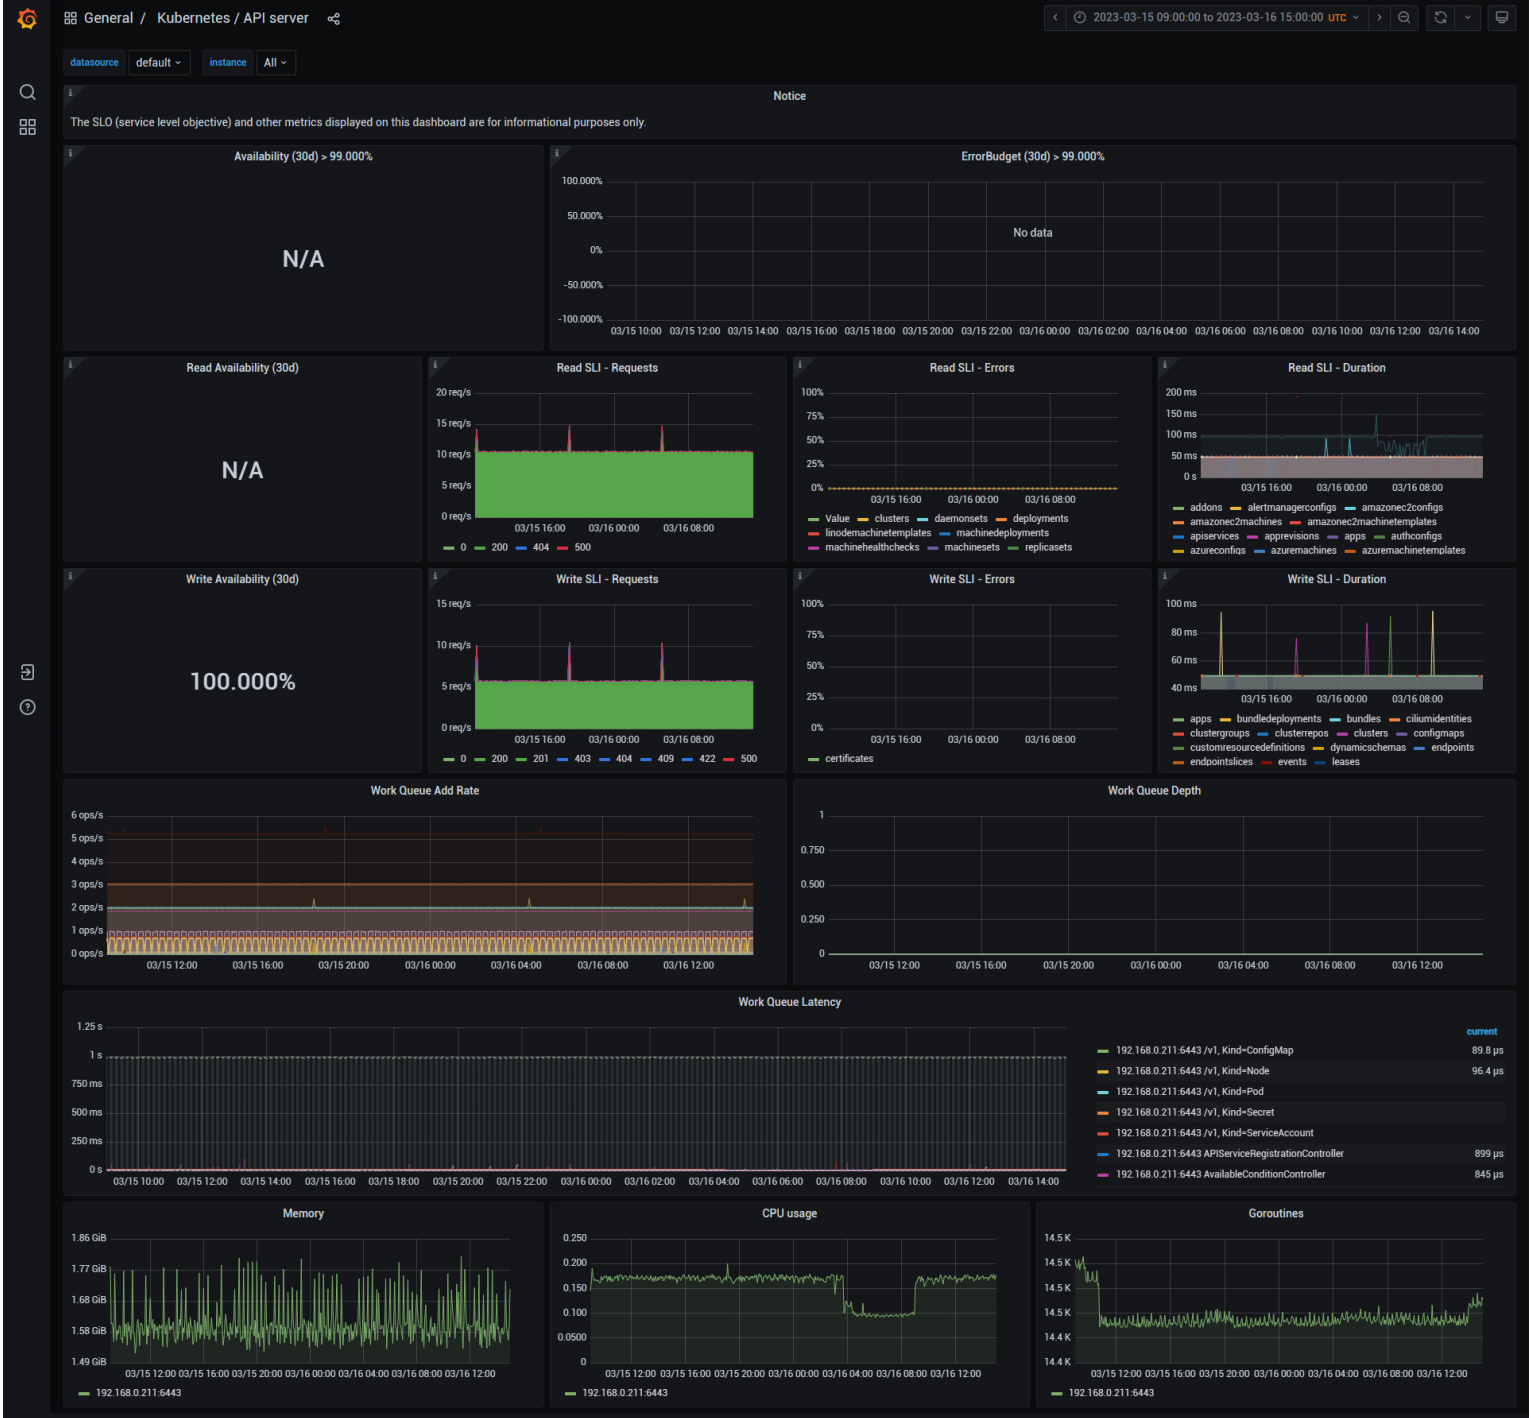 General / Kubernetes / API server
2023-03-15 09:00:00 to 2023-03-16 15:00:00 UTC
datasource default instance All
Notice
The SLO (service level objective) and other metrics displayed on this dashboard are for informational purposes only.
Availability (30d) > 99.000%
N/A
ErrorBudget (30d) > 99.000%
100.000%
50.000%
0%
-50.000%
-100.000%
No data
03/15 10:00 03/15 12:00 03/15 14:00 03/15 16:00 03/15 18:00 03/15 20:00 03/15 22:00 03/16 00:00 03/16 02:00 03/16 04:00 03/16 06:00 03/16 08:00 03/16 10:00 03/16 12:00 03/16 14:00
Read Availability (30d)
N/A
Read SLI - Requests
20 req/s
15 req/s
10 req/s
5 req/s
0 req/s
03/15 16:00 03/16 00:00 03/16 08:00
0 200 404 500
Read SLI - Errors
100%
75%
50%
25%
0%
03/15 16:00 03/16 00:00 03/16 08:00
Value clusters daemonsets deployments
linodemachinetemplates machinedeployments
machinehealthchecks machinesets replicasets
Read SLI - Duration
200 ms
150 ms
100 ms
50 ms
0 s
03/15 16:00 03/16 00:00 03/16 08:00
addons alertmanagerconfigs amazonec2configs
amazonec2machines amazonec2machinetemplates
apiservices apprevisions apps authconfigs
azureconfigs azuremachines azuremachinetemplates
Write Availability (30d)
100.000%
Write SLI - Requests
15 req/s
10 req/s
5 req/s
0 req/s
03/15 16:00 03/16 00:00 03/16 08:00
0 200 201 403 404 409 422 500
Write SLI - Errors
100%
75%
50%
25%
0%
03/15 16:00 03/16 00:00 03/16 08:00
certificates
Write SLI - Duration
100 ms
80 ms
60 ms
40 ms
03/15 16:00 03/16 00:00 03/16 08:00
apps bundledeployments bundles ciliumidentities
clustergroups clusterrepos clusters configmaps
customresourcedefinitions dynamicschemas endpoints
endpointslices events leases
Work Queue Add Rate
6 ops/s
5 ops/s
4 ops/s
3 ops/s
2 ops/s
1 ops/s
0 ops/s
03/15 12:00 03/15 16:00 03/15 20:00 03/16 00:00 03/16 04:00 03/16 08:00 03/16 12:00
Work Queue Depth
1
0.750
0.500
0.250
0
03/15 12:00 03/15 16:00 03/15 20:00 03/16 00:00 03/16 04:00 03/16 08:00 03/16 12:00
Work Queue Latency
1.25 s
1 s
750 ms
500 ms
250 ms
0 s
03/15 10:00 03/15 12:00 03/15 14:00 03/15 16:00 03/15 18:00 03/15 20:00 03/15 22:00 03/16 00:00 03/16 02:00 03/16 04:00 03/16 06:00 03/16 08:00 03/16 10:00 03/16 12:00 03/16 14:00
current
192.168.0.211:6443 /v1, Kind=ConfigMap 89.8 µs
192.168.0.211:6443 /v1, Kind=Node 96.4 µs
192.168.0.211:6443 /v1, Kind=Pod
192.168.0.211:6443 /v1, Kind=Secret
192.168.0.211:6443 /v1, Kind=ServiceAccount
192.168.0.211:6443 APIServiceRegistrationController 899 µs
192.168.0.211:6443 AvailableConditionController 845 µs
Memory
1.86 GiB
1.77 GiB
1.68 GiB
1.58 GiB
1.49 GiB
03/15 12:00 03/15 16:00 03/15 20:00 03/16 00:00 03/16 04:00 03/16 08:00 03/16 12:00
192.168.0.211:6443
CPU usage
0.250
0.200
0.150
0.100
0.0500
0
03/15 12:00 03/15 16:00 03/15 20:00 03/16 00:00 03/16 04:00 03/16 08:00 03/16 12:00
192.168.0.211:6443
Goroutines
14.5 K
14.5 K
14.5 K
14.5 K
14.4 K
14.4 K
03/15 12:00 03/15 16:00 03/15 20:00 03/16 00:00 03/16 04:00 03/16 08:00 03/16 12:00
192.168.0.211:6443